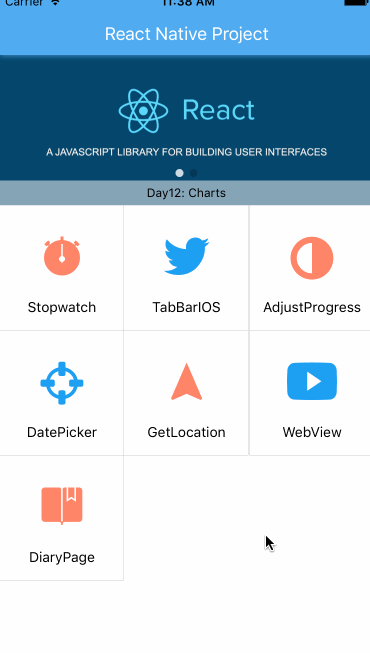 Carrier 11:38 AM
React Native Project
React
A JAVASCRIPT LIBRARY FOR BUILDING USER INTERFACES
Day12: Charts
Stopwatch TabBarIOS AdjustProgress
DatePicker GetLocation WebView
DiaryPage